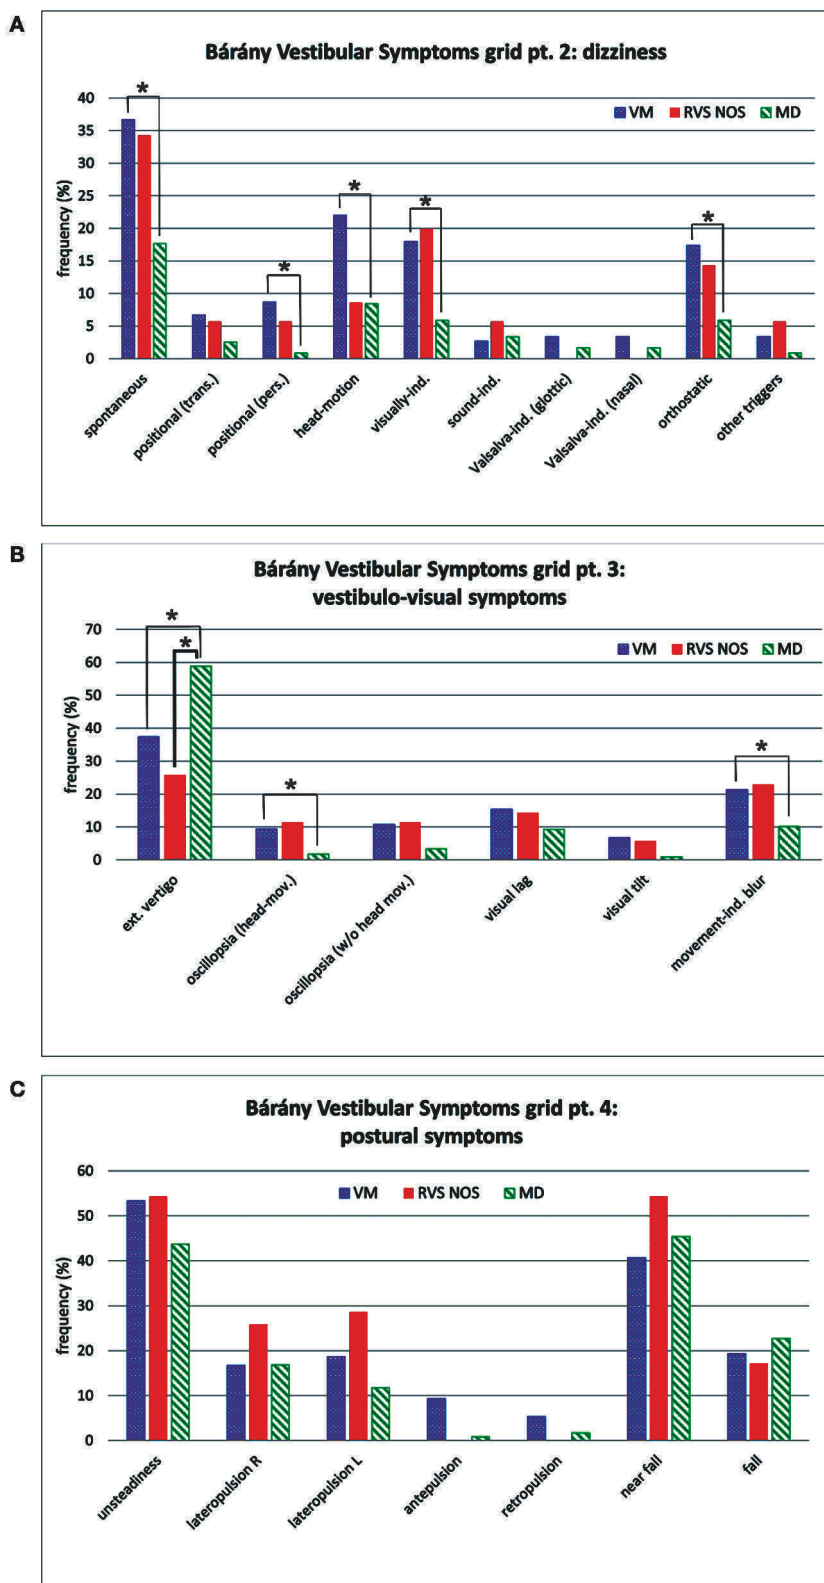 A
Bárány Vestibular Symptoms grid pt. 2: dizziness
VM RVS NOS MD
frequency (%)
40
35
30
25
20
15
10
5
0
* * * * *
spontaneous
positional (trans.)
positional (pers.)
head-motion
visually-ind.
sound-ind.
Valsalva-ind. (glottic)
Valsalva-ind. (nasal)
orthostatic
other triggers
B
Bárány Vestibular Symptoms grid pt. 3:
vestibulo-visual symptoms
VM RVS NOS MD
frequency (%)
70
60
50
40
30
20
10
0
* * * *
ext. vertigo
oscillopsia (head-mov.)
oscillopsia (w/o head mov.)
visual lag
visual tilt
movement-ind. blur
C
Bárány Vestibular Symptoms grid pt. 4:
postural symptoms
VM RVS NOS MD
frequency (%)
60
50
40
30
20
10
0
unsteadiness
lateropulsion R
lateropulsion L
antepulsion
retropulsion
near fall
fall